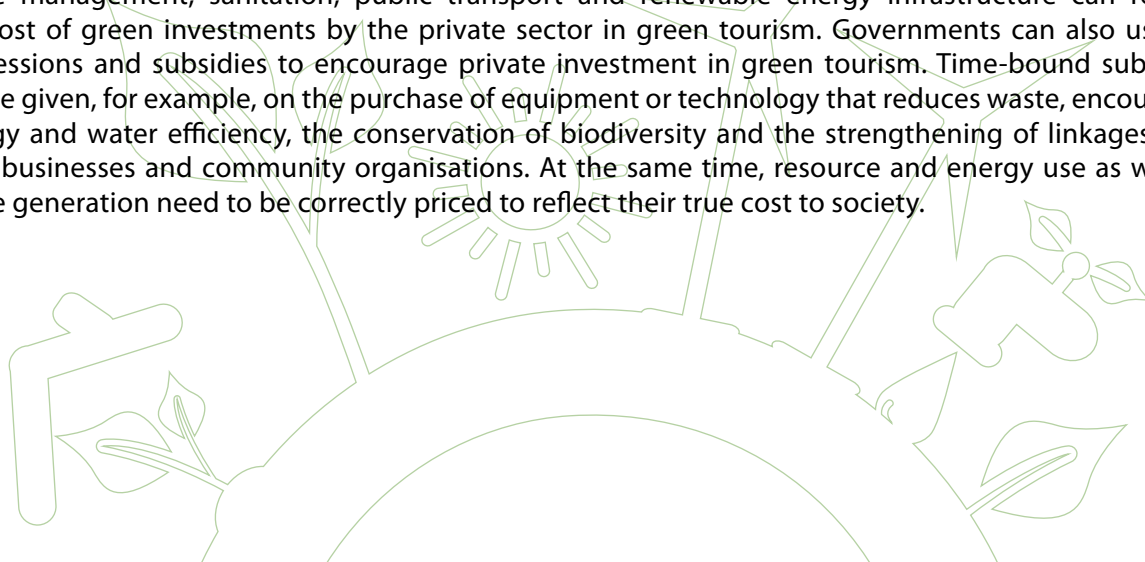 management, sanitation, public transport and renewable energy infrastructure can
ost of green investments by the private sector in green tourism. Governments can also us
essions and subsidies to encourage private investment in green tourism. Time-bound sub
e given, for example, on the purchase of equipment or technology that reduces waste, encou
gy and water efficiency, the conservation of biodiversity and the strengthening of linkages
businesses and community organisations. At the same time, resource and energy use as w
e generation need to be correctly priced to reflect their true cost to society.